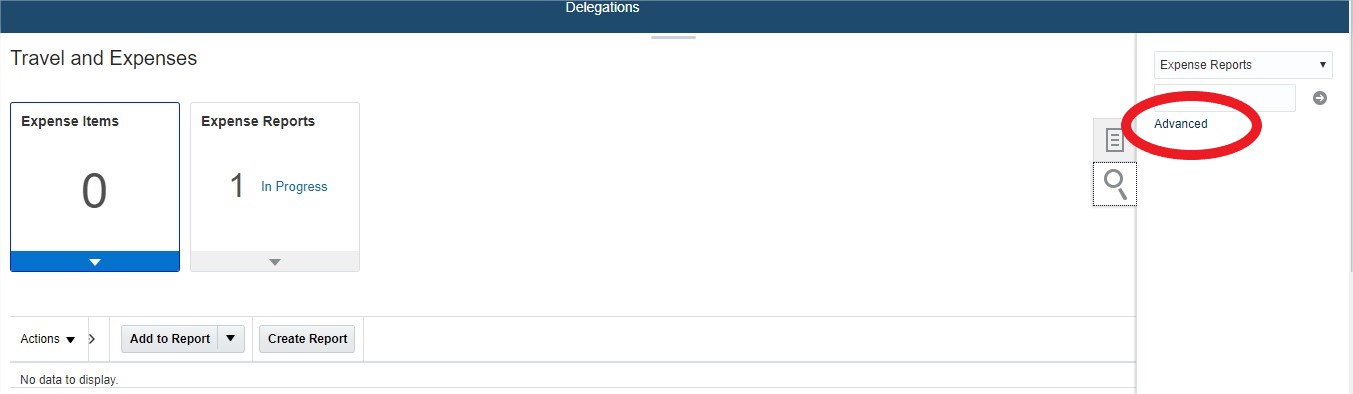 Delegations
Travel and Expenses
Expense Reports
Advanced
Expense Items
0
Expense Reports
1 In Progress
Actions
Add to Report
Create Report
No data to display.